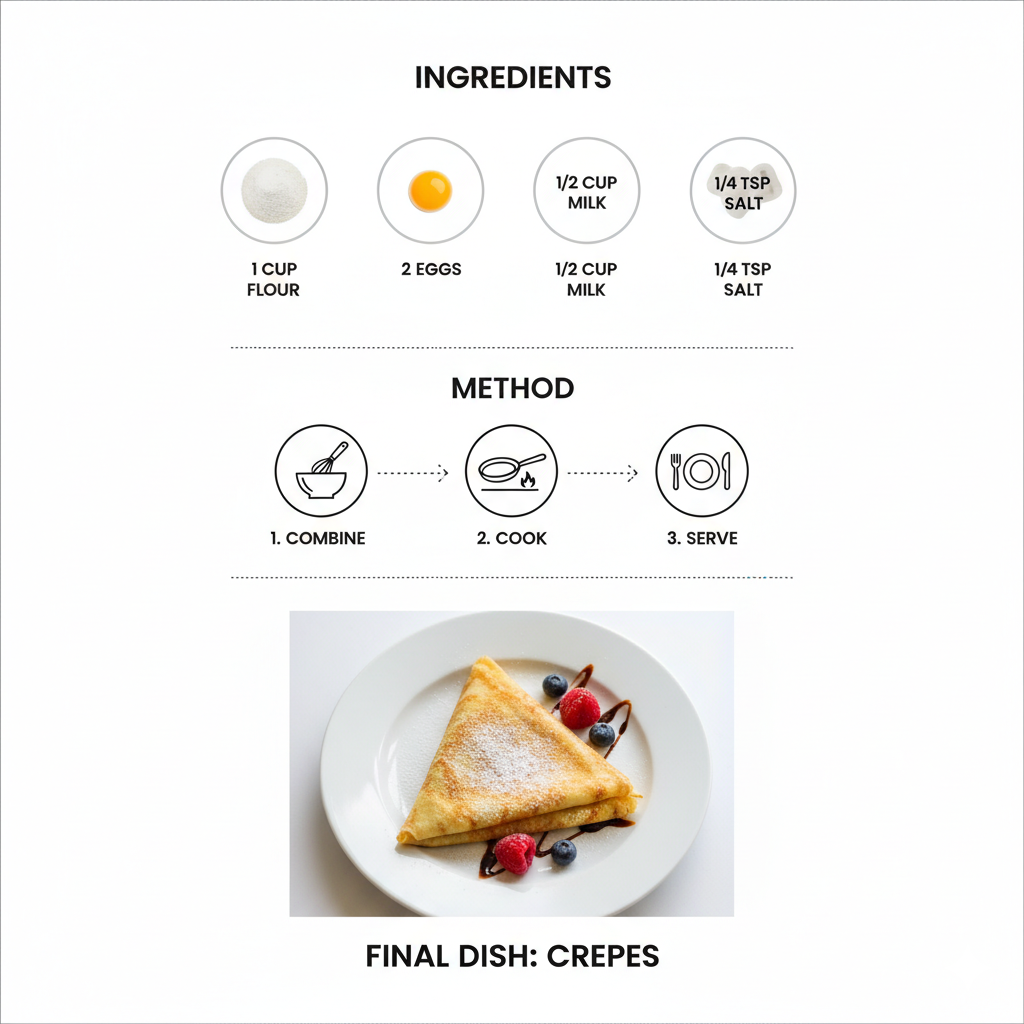 INGREDIENTS
1/2 CUP
MILK
1/4 TSP
SALT
1 CUP
FLOUR
2 EGGS
1/2 CUP
MILK
1/4 TSP
SALT
METHOD
1. COMBINE
2. COOK
3. SERVE
FINAL DISH: CREPES